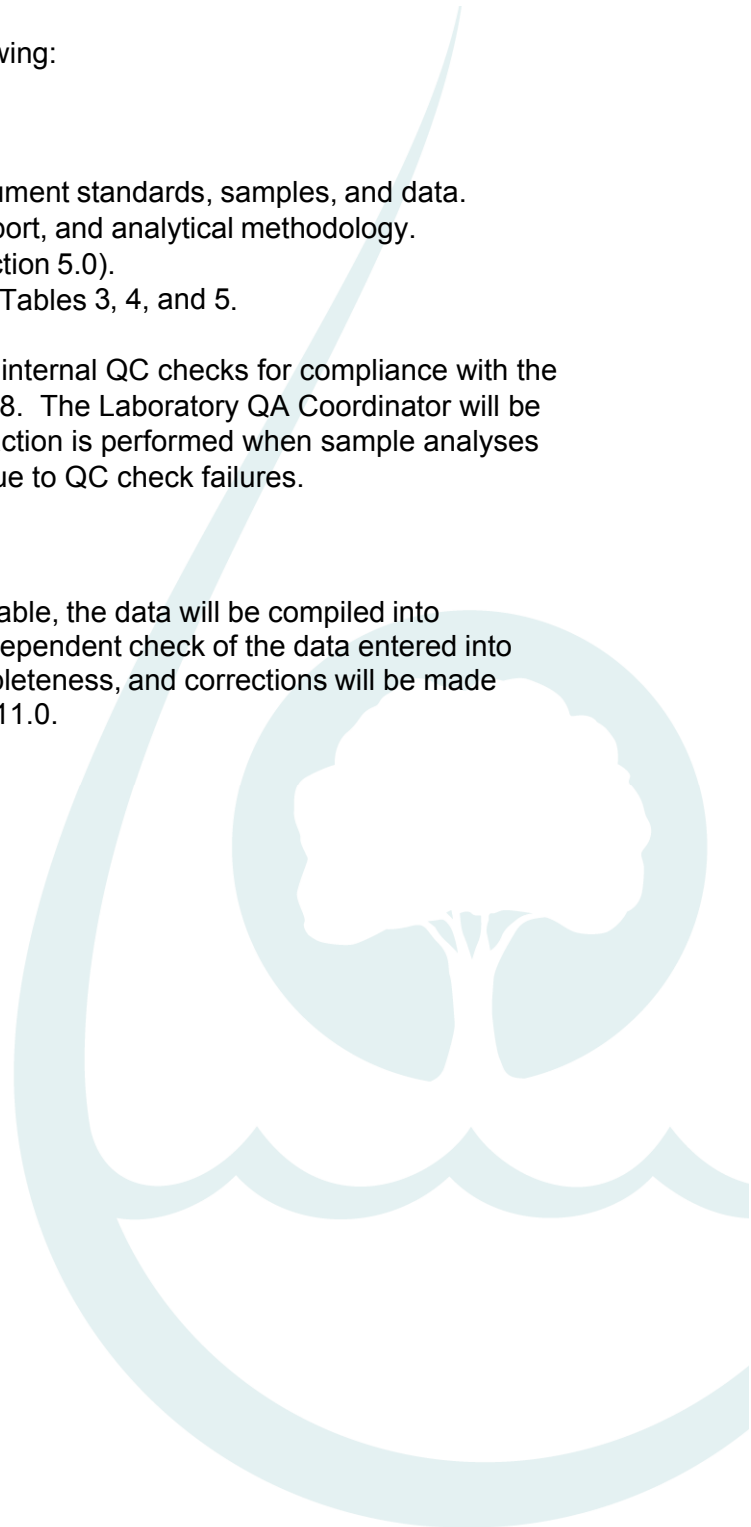 wing:
ument standards, samples, and data.
port, and analytical methodology.
ction 5.0).
Tables 3, 4, and 5.
internal QC checks for compliance with the
8. The Laboratory QA Coordinator will be
ction is performed when sample analyses
ue to QC check failures.
able, the data will be compiled into
ependent check of the data entered into
pleteness, and corrections will be made
11.0.